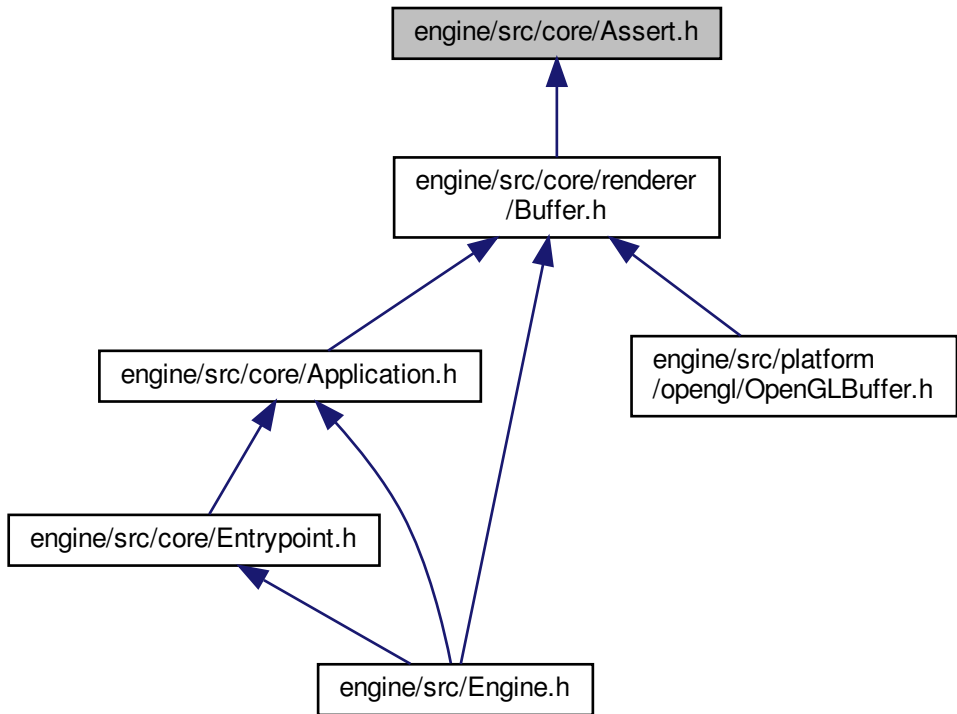 engine/src/core/Assert.h
engine/src/core/renderer
/Buffer.h
engine/src/core/Application.h
engine/src/platform
/opengl/OpenGLBuffer.h
engine/src/core/Entrypoint.h
engine/src/Engine.h